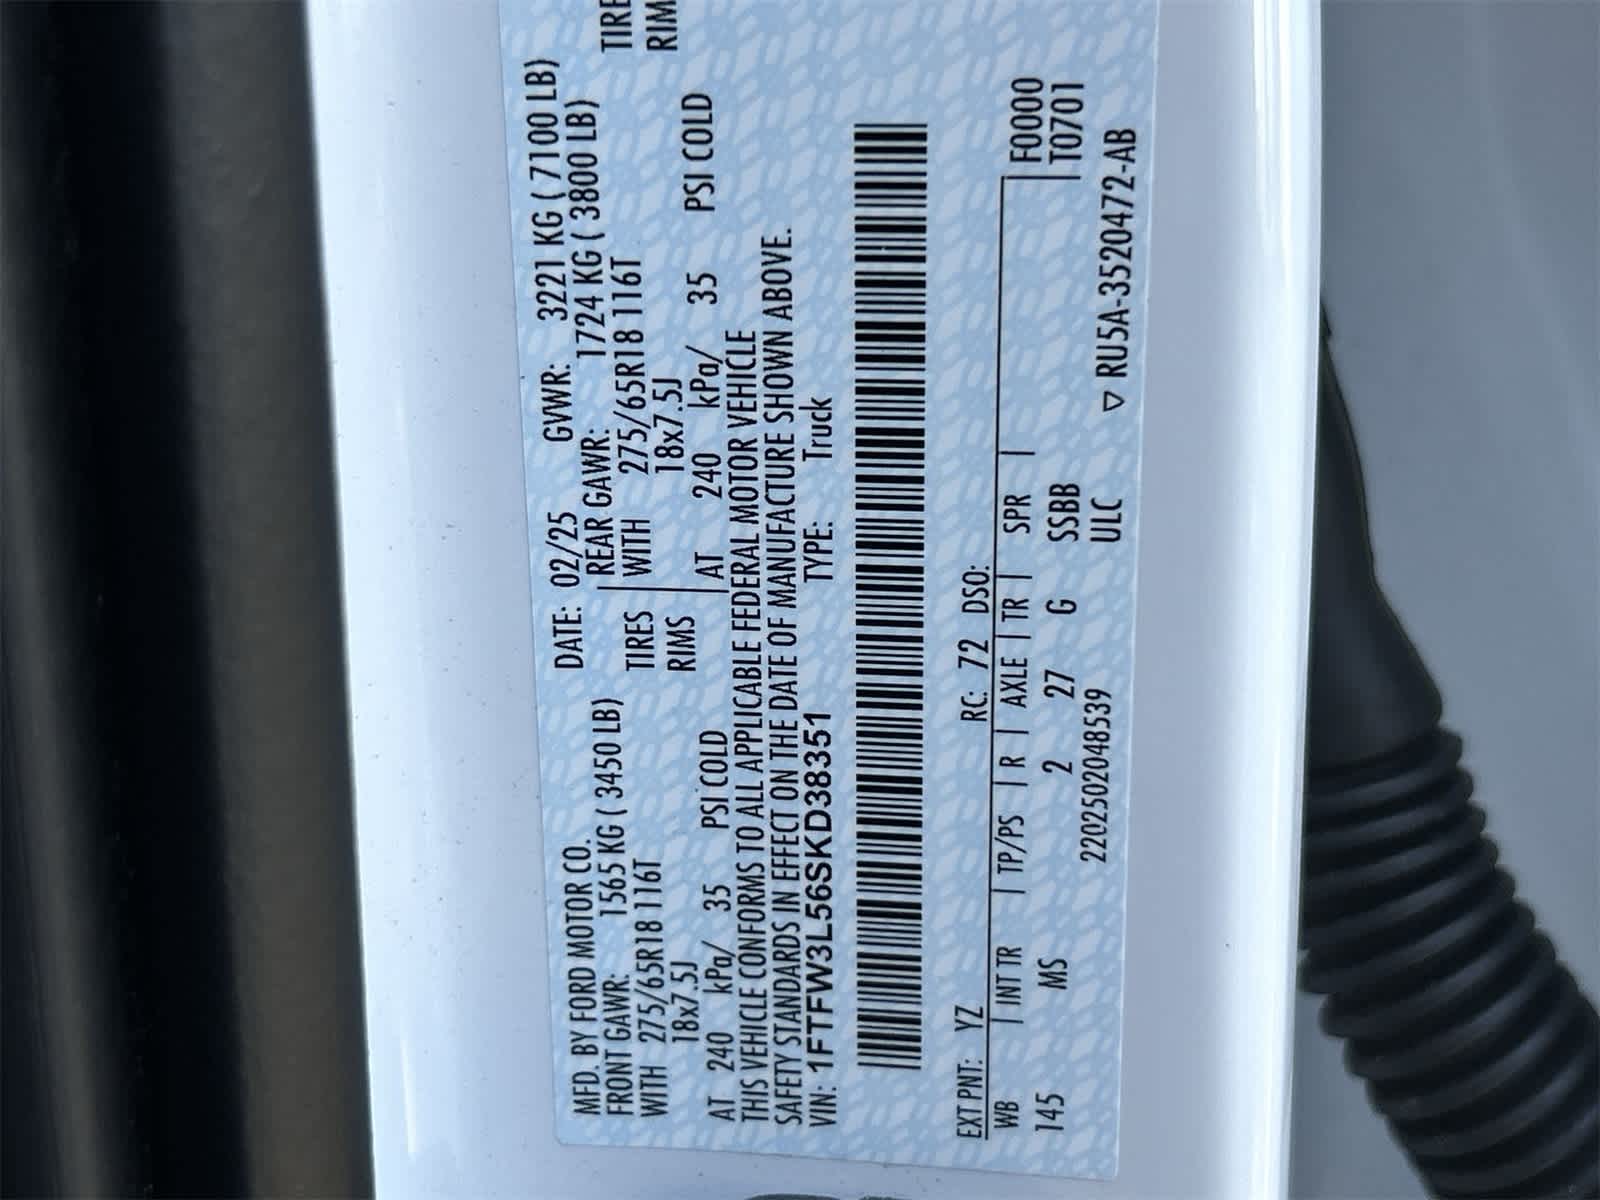 MFD. BY FORD MOTOR CO. DATE: 02/25 GVWR: 3221 KG ( 7100 LB)
FRONT GAWR: 1565 KG ( 3450 LB) REAR GAWR: 1724 KG ( 3800 LB)
WITH 275/65R18 116T TIRES WITH 275/65R18 116T TIRE
18x7.5J RIMS 18x7.5J RIM
AT 240 kPa/ 35 PSI COLD AT 240 kPa/ 35 PSI COLD
THIS VEHICLE CONFORMS TO ALL APPLICABLE FEDERAL MOTOR VEHICLE
SAFETY STANDARDS IN EFFECT ON THE DATE OF MANUFACTURE SHOWN ABOVE.
VIN: 1FTFW3L56SKD38351 TYPE: Truck
EXT PNT: YZ RC: 72 DSO:
WB | INT TR | TP/PS | R | AXLE | TR | SPR | F0000
145 MS 2 27 G SSBB T0701
2202502048539 ULC ▽ RU5A-3520472-AB